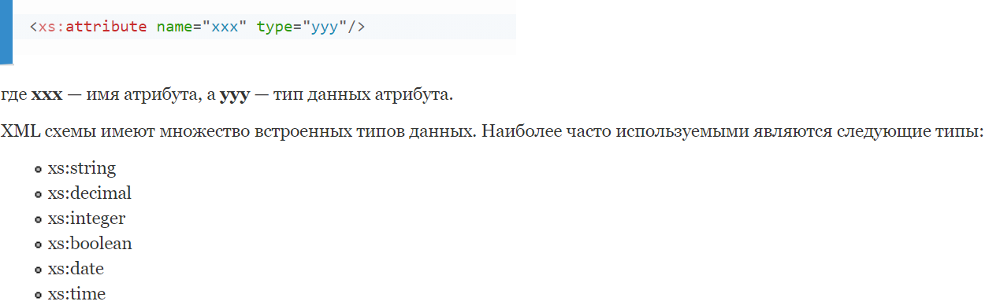 <xs:attribute name="xxx" type="yyy"/>
где xxx — имя атрибута, а yyy — тип данных атрибута.
XML схемы имеют множество встроенных типов данных. Наиболее часто используемыми являются следующие типы:
xs:string
xs:decimal
xs:integer
xs:boolean
xs:date
xs:time